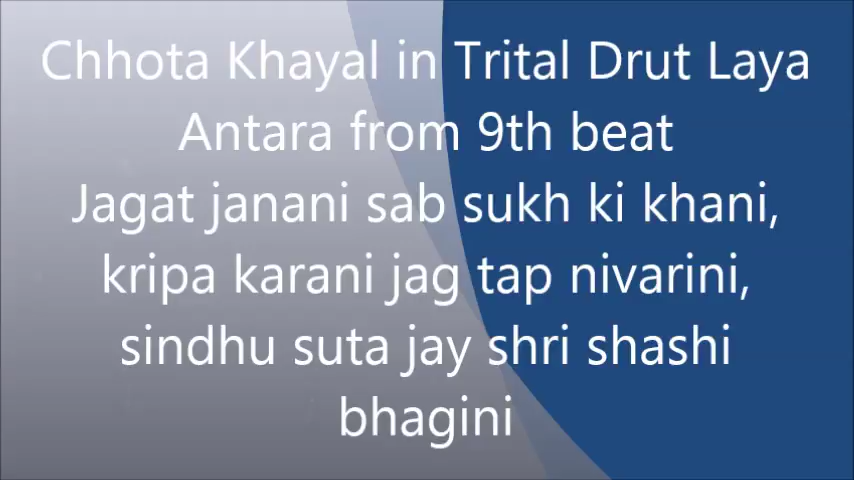 Chhota Khayal in Trital Drut Laya
Antara from 9th beat
Jagat janani sab sukh ki khani,
kripa karani jag tap nivarini,
sindhu suta jay shri shashi
bhagini